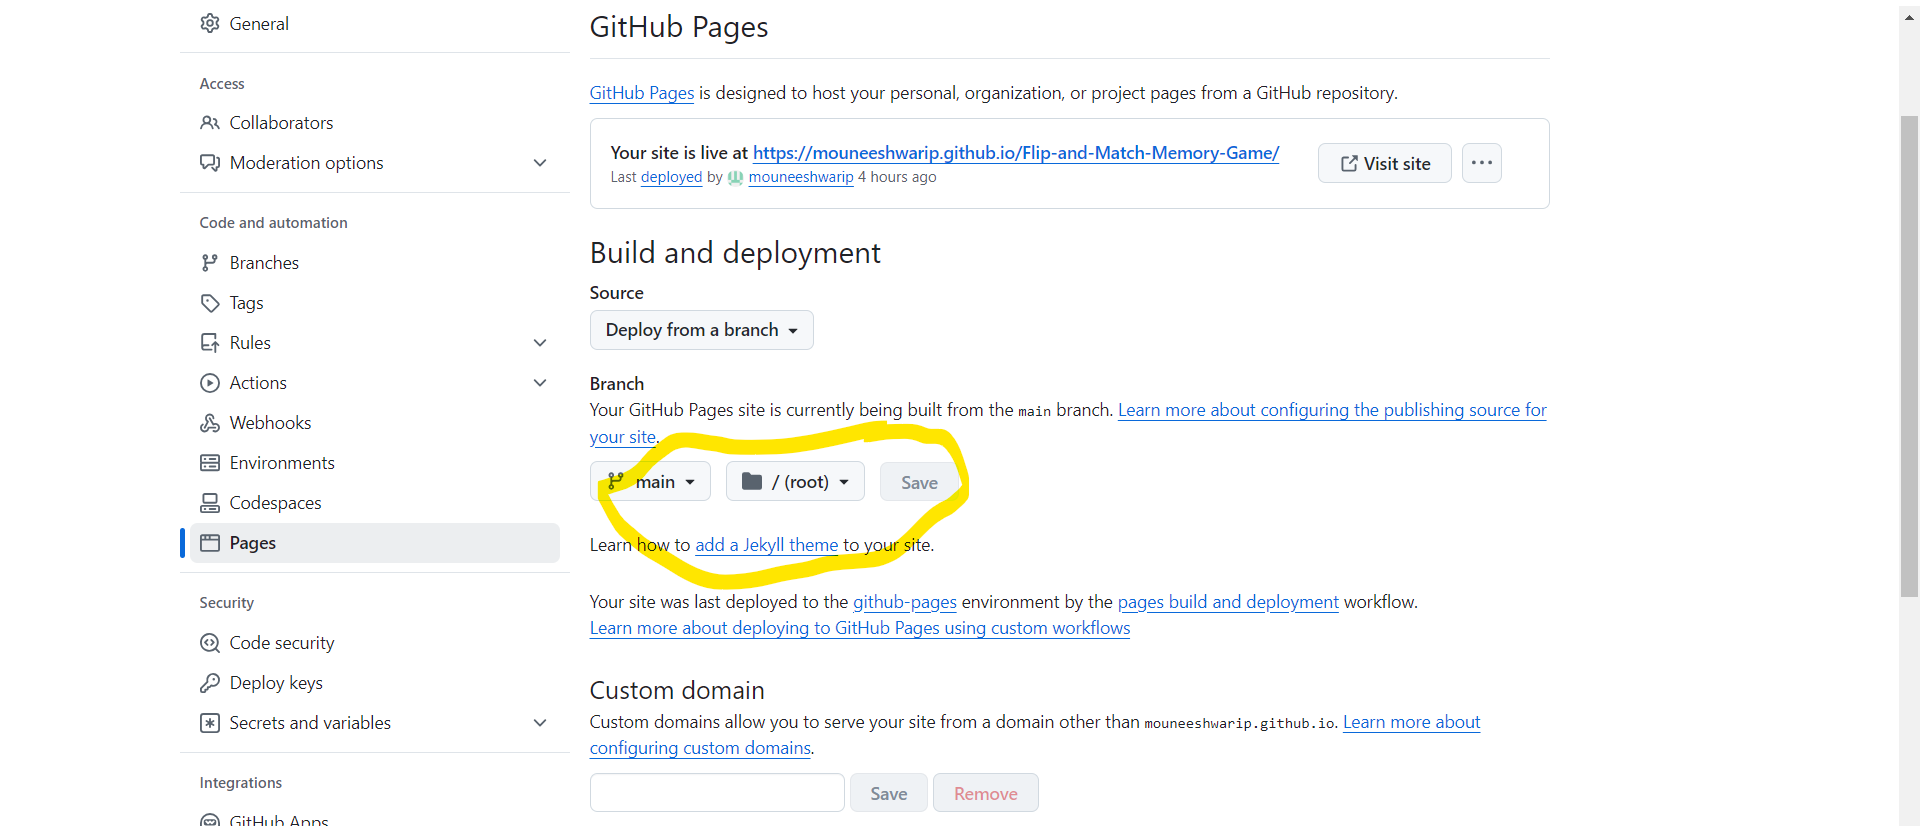 General
Access
Collaborators
Moderation options
Code and automation
Branches
Tags
Rules
Actions
Webhooks
Environments
Codespaces
Pages
Security
Code security
Deploy keys
Secrets and variables
Integrations
GitHub Apps
GitHub Pages
GitHub Pages is designed to host your personal, organization, or project pages from a GitHub repository.
Your site is live at https://mouneeshwarip.github.io/Flip-and-Match-Memory-Game/
Last deployed by mouneeshwarip 4 hours ago
Visit site
Build and deployment
Source
Deploy from a branch
Branch
Your GitHub Pages site is currently being built from the main branch. Learn more about configuring the publishing source for
your site.
main / (root) Save
Learn how to add a Jekyll theme to your site.
Your site was last deployed to the github-pages environment by the pages build and deployment workflow.
Learn more about deploying to GitHub Pages using custom workflows
Custom domain
Custom domains allow you to serve your site from a domain other than mouneeshwarip.github.io. Learn more about
configuring custom domains.
Save Remove